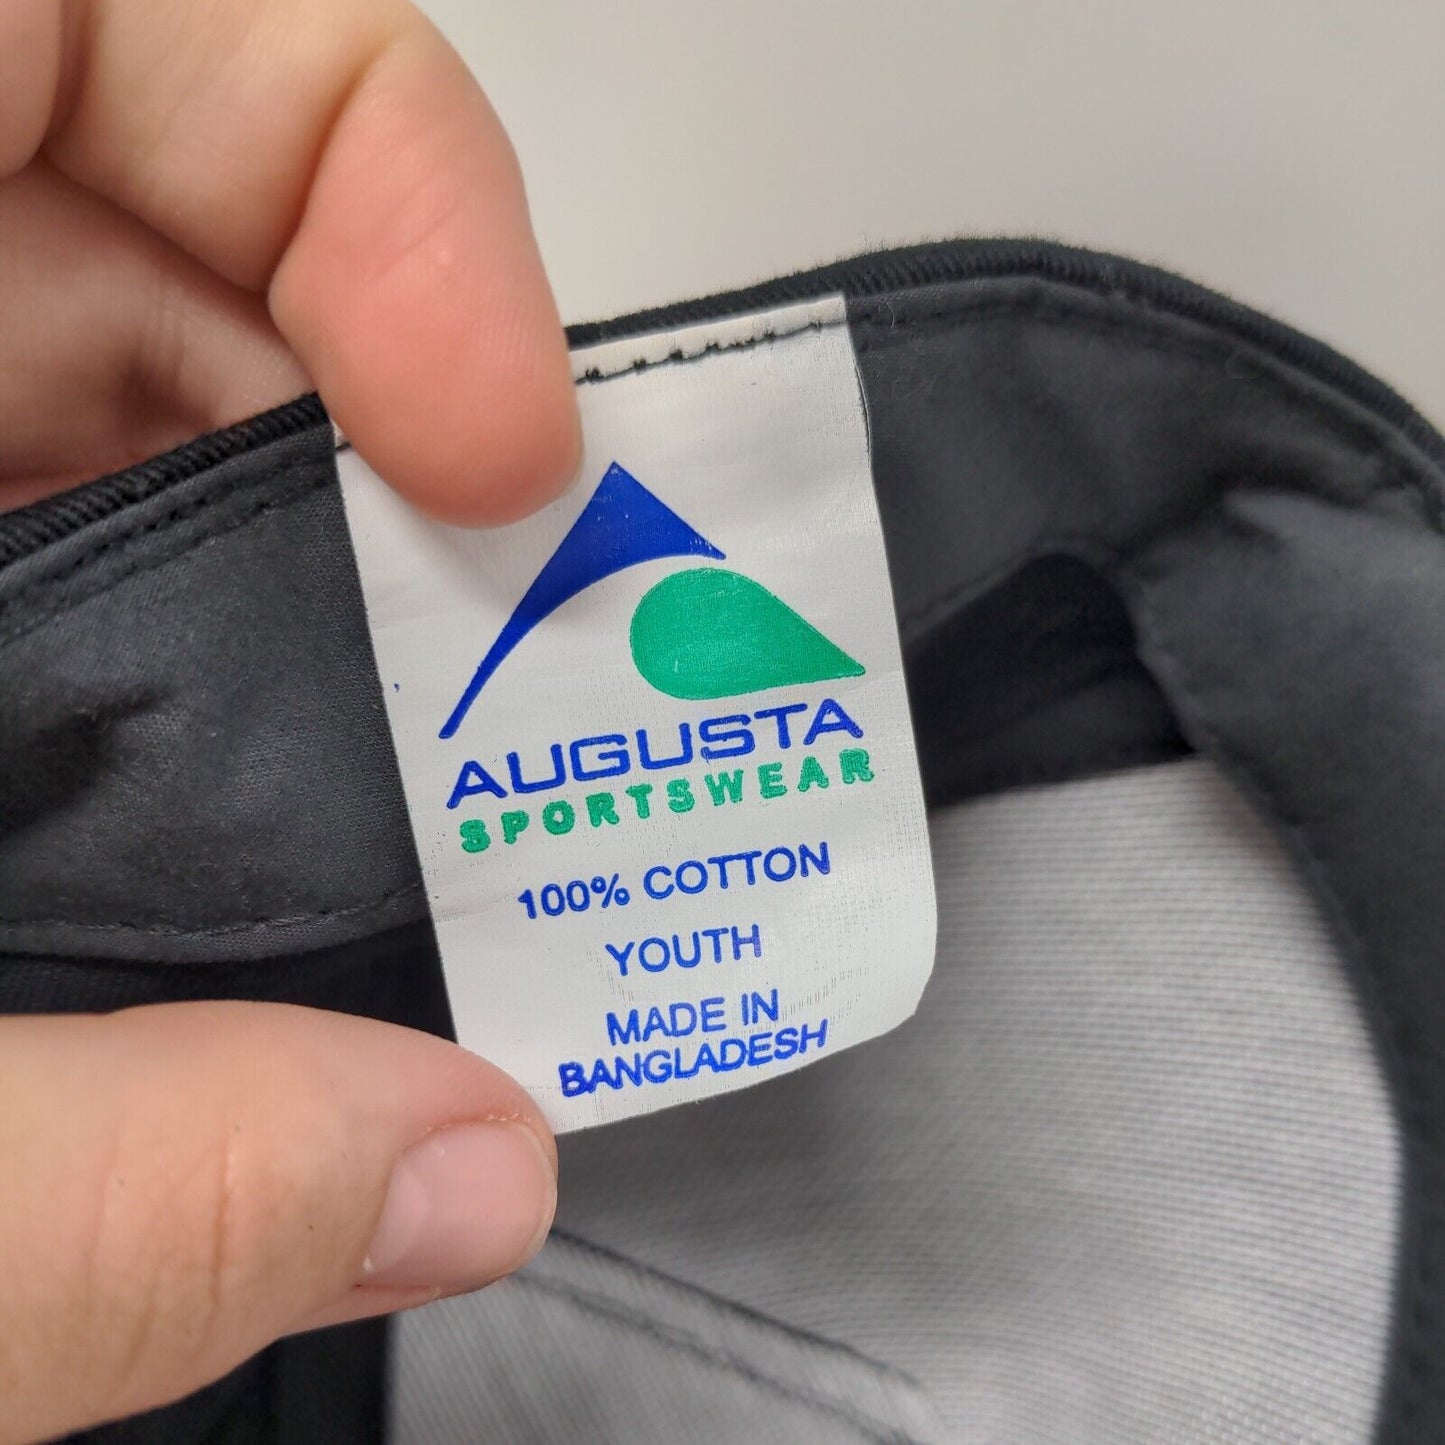 AUGUSTA
SPORTSWEAR
100% COTTON
YOUTH
MADE IN
BANGLADESH